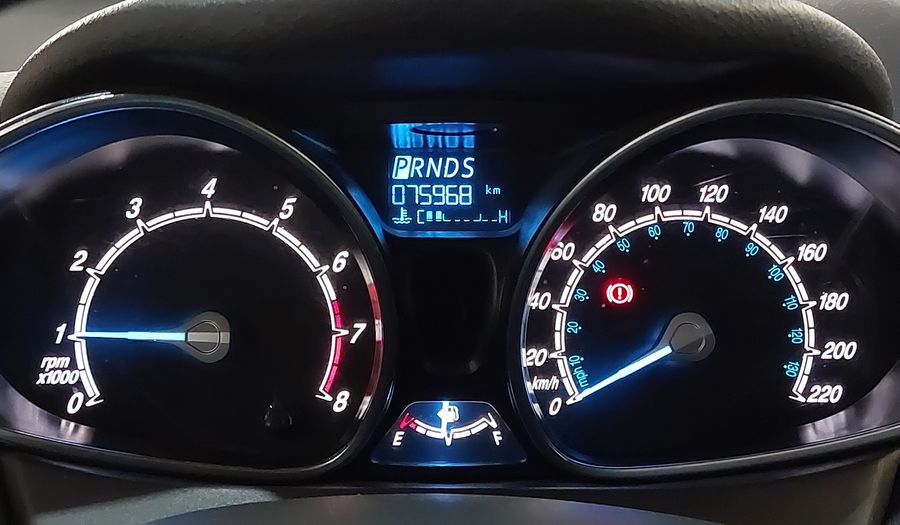 PRNDS
075968 km
C H
0 1 2 3 4 5 6 7 8
rpm
x1000
E F
0 20 40 60 80 100 120 140 160 180 200 220
km/h
mph 10 20 30 40 50 60 70 80 90 100 110 120 130